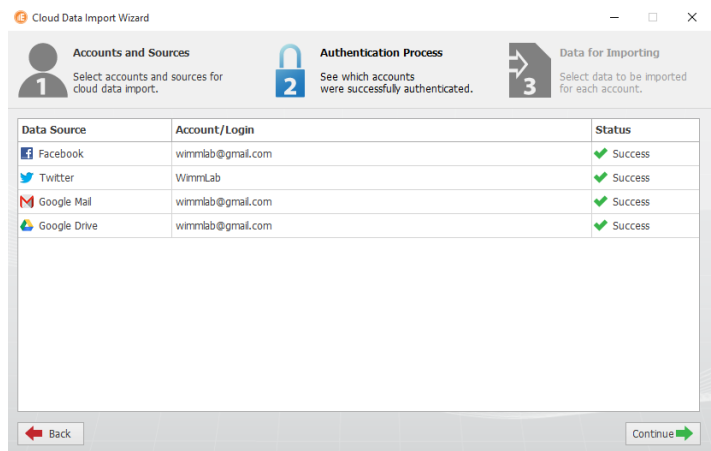 Cloud Data Import Wizard
Accounts and Sources
Select accounts and sources for
cloud data import.
1
Authentication Process
See which accounts
were successfully authenticated.
2
Data for Importing
Select data to be imported
for each account.
3
Data Source Account/Login Status
Facebook wimmlab@gmail.com Success
Twitter WimmLab Success
Google Mail wimmlab@gmail.com Success
Google Drive wimmlab@gmail.com Success
Back Continue